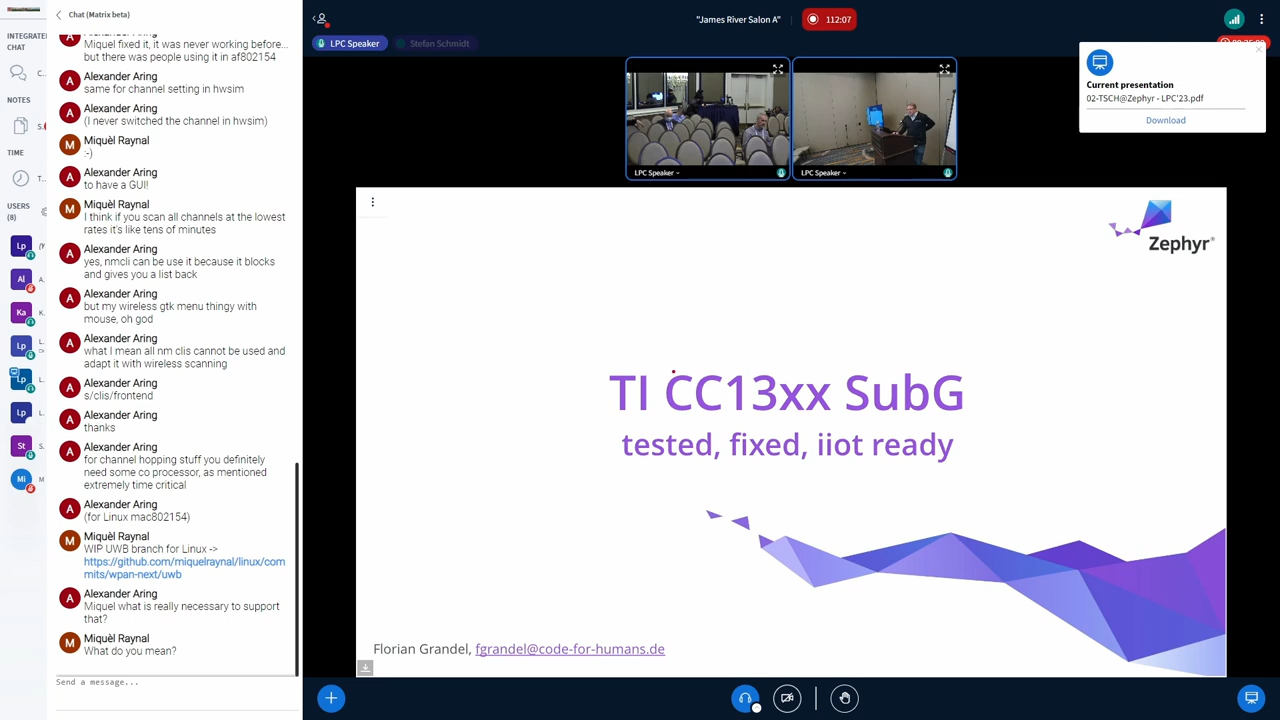 Chat (Matrix beta)
CHAT
NOTES
TIME
USERS
(8)
Miquel fixed it, it was never working before...
but there was people using it in af802154
Alexander Aring
same for channel setting in hwsim
Alexander Aring
(I never switched the channel in hwsim)
Miquèl Raynal
:-)
Alexander Aring
to have a GUI!
Miquèl Raynal
I think if you scan all channels at the lowest
rates it's like tens of minutes
Alexander Aring
yes, nmcli can be use it because it blocks
and gives you a list back
Alexander Aring
but my wireless gtk menu thingy with
mouse, oh god
Alexander Aring
what I mean all nm clis cannot be used and
adapt it with wireless scanning
Alexander Aring
s/clis/frontend
Alexander Aring
thanks
Alexander Aring
for channel hopping stuff you definitely
need some co processor, as mentioned
extremely time critical
Alexander Aring
(for Linux mac802154)
Miquèl Raynal
WIP UWB branch for Linux ->
https://github.com/miquelraynal/linux/com
mits/wpan-next/uwb
Alexander Aring
Miquel what is really necessary to support
that?
Miquèl Raynal
What do you mean?
Send a message...
"James River Salon A"
112:07
LPC Speaker
Stefan Schmidt
LPC Speaker
LPC Speaker
Current presentation
02-TSCH@Zephyr - LPC'23.pdf
Download
Zephyr®
TI CC13xx SubG
tested, fixed, iiot ready
Florian Grandel, fgrandel@code-for-humans.de